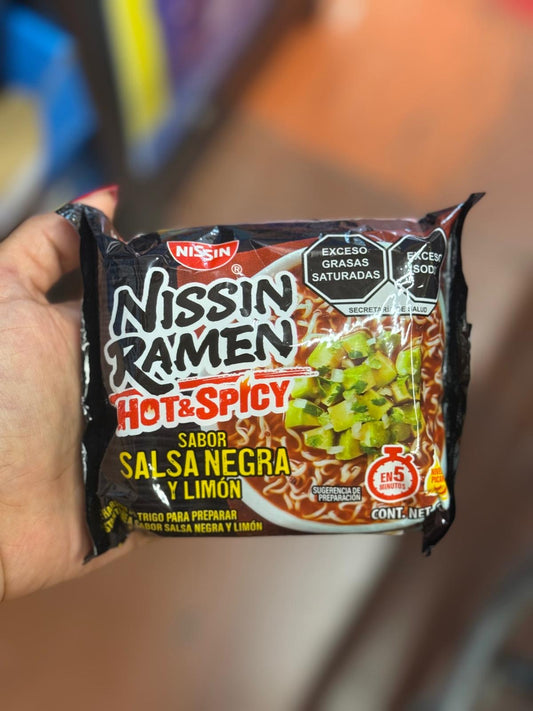 NISSIN
®
NISSIN
RAMEN
HOT&SPICY
SABOR
SALSA NEGRA
Y LIMÓN
TRIGO PARA PREPARAR
SABOR SALSA NEGRA Y LIMÓN
EXCESO
GRASAS
SATURADAS
EXCESO
SODI
SECRETARÍA DE SALUD
SUGERENCIA DE
PREPARACIÓN
EN 5
MINUTOS
CONT. NET